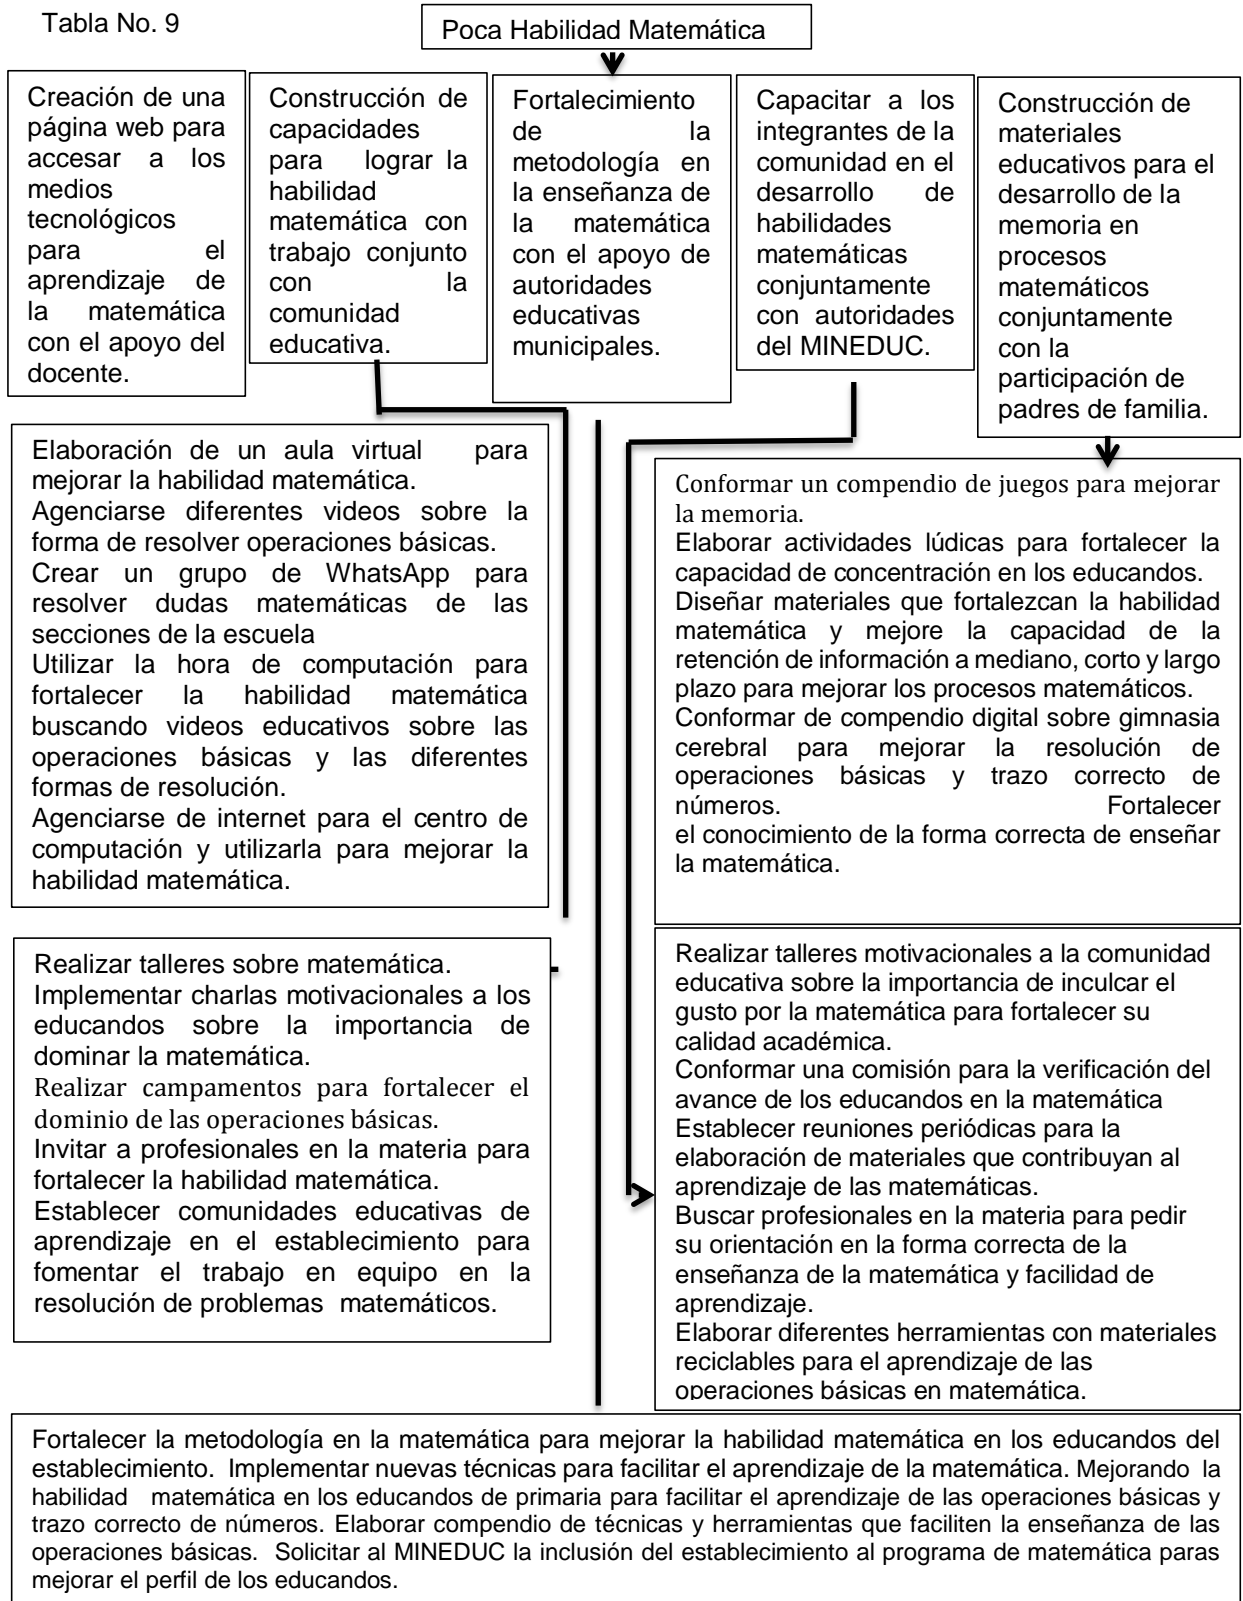 Tabla No. 9
Poca Habilidad Matemática
Creación de una
página web para
accesar a los
medios
tecnológicos
para el
aprendizaje de
la matemática
con el apoyo del
docente.
Construcción de
capacidades
para lograr la
habilidad
matemática con
trabajo conjunto
con la
comunidad
educativa.
Fortalecimiento
de la
metodología en
la enseñanza de
la matemática
con el apoyo de
autoridades
educativas
municipales.
Capacitar a los
integrantes de la
comunidad en el
desarrollo de
habilidades
matemáticas
conjuntamente
con autoridades
del MINEDUC.
Construcción de
materiales
educativos para el
desarrollo de la
memoria en
procesos
matemáticos
conjuntamente
con la
participación de
padres de familia.
Elaboración de un aula virtual para
mejorar la habilidad matemática.
Agenciarse diferentes videos sobre la
forma de resolver operaciones básicas.
Crear un grupo de WhatsApp para
resolver dudas matemáticas de las
secciones de la escuela
Utilizar la hora de computación para
fortalecer la habilidad matemática
buscando videos educativos sobre las
operaciones básicas y las diferentes
formas de resolución.
Agenciarse de internet para el centro de
computación y utilizarla para mejorar la
habilidad matemática.
Conformar un compendio de juegos para mejorar
la memoria.
Elaborar actividades lúdicas para fortalecer la
capacidad de concentración en los educandos.
Diseñar materiales que fortalezcan la habilidad
matemática y mejore la capacidad de la
retención de información a mediano, corto y largo
plazo para mejorar los procesos matemáticos.
Conformar de compendio digital sobre gimnasia
cerebral para mejorar la resolución de
operaciones básicas y trazo correcto de
números. Fortalecer
el conocimiento de la forma correcta de enseñar
la matemática.
Realizar talleres sobre matemática.
Implementar charlas motivacionales a los
educandos sobre la importancia de
dominar la matemática.
Realizar campamentos para fortalecer el
dominio de las operaciones básicas.
Invitar a profesionales en la materia para
fortalecer la habilidad matemática.
Establecer comunidades educativas de
aprendizaje en el establecimiento para
fomentar el trabajo en equipo en la
resolución de problemas matemáticos.
Realizar talleres motivacionales a la comunidad
educativa sobre la importancia de inculcar el
gusto por la matemática para fortalecer su
calidad académica.
Conformar una comisión para la verificación del
avance de los educandos en la matemática
Establecer reuniones periódicas para la
elaboración de materiales que contribuyan al
aprendizaje de las matemáticas.
Buscar profesionales en la materia para pedir
su orientación en la forma correcta de la
enseñanza de la matemática y facilidad de
aprendizaje.
Elaborar diferentes herramientas con materiales
reciclables para el aprendizaje de las
operaciones básicas en matemática.
Fortalecer la metodología en la matemática para mejorar la habilidad matemática en los educandos del
establecimiento. Implementar nuevas técnicas para facilitar el aprendizaje de la matemática. Mejorando la
habilidad matemática en los educandos de primaria para facilitar el aprendizaje de las operaciones básicas y
trazo correcto de números. Elaborar compendio de técnicas y herramientas que faciliten la enseñanza de las
operaciones básicas. Solicitar al MINEDUC la inclusión del establecimiento al programa de matemática paras
mejorar el perfil de los educandos.